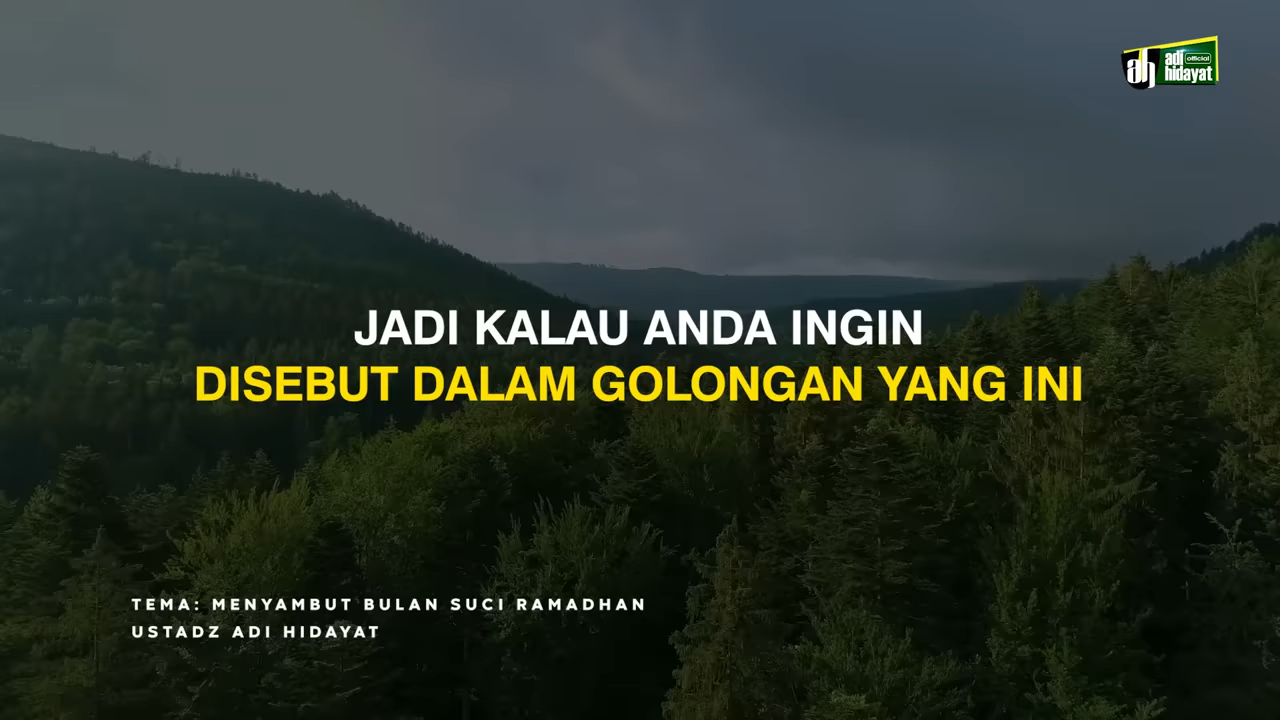 ah adi official
hidayat
JADI KALAU ANDA INGIN
DISEBUT DALAM GOLONGAN YANG INI
TEMA: MENYAMBUT BULAN SUCI RAMADHAN
USTADZ ADI HIDAYAT